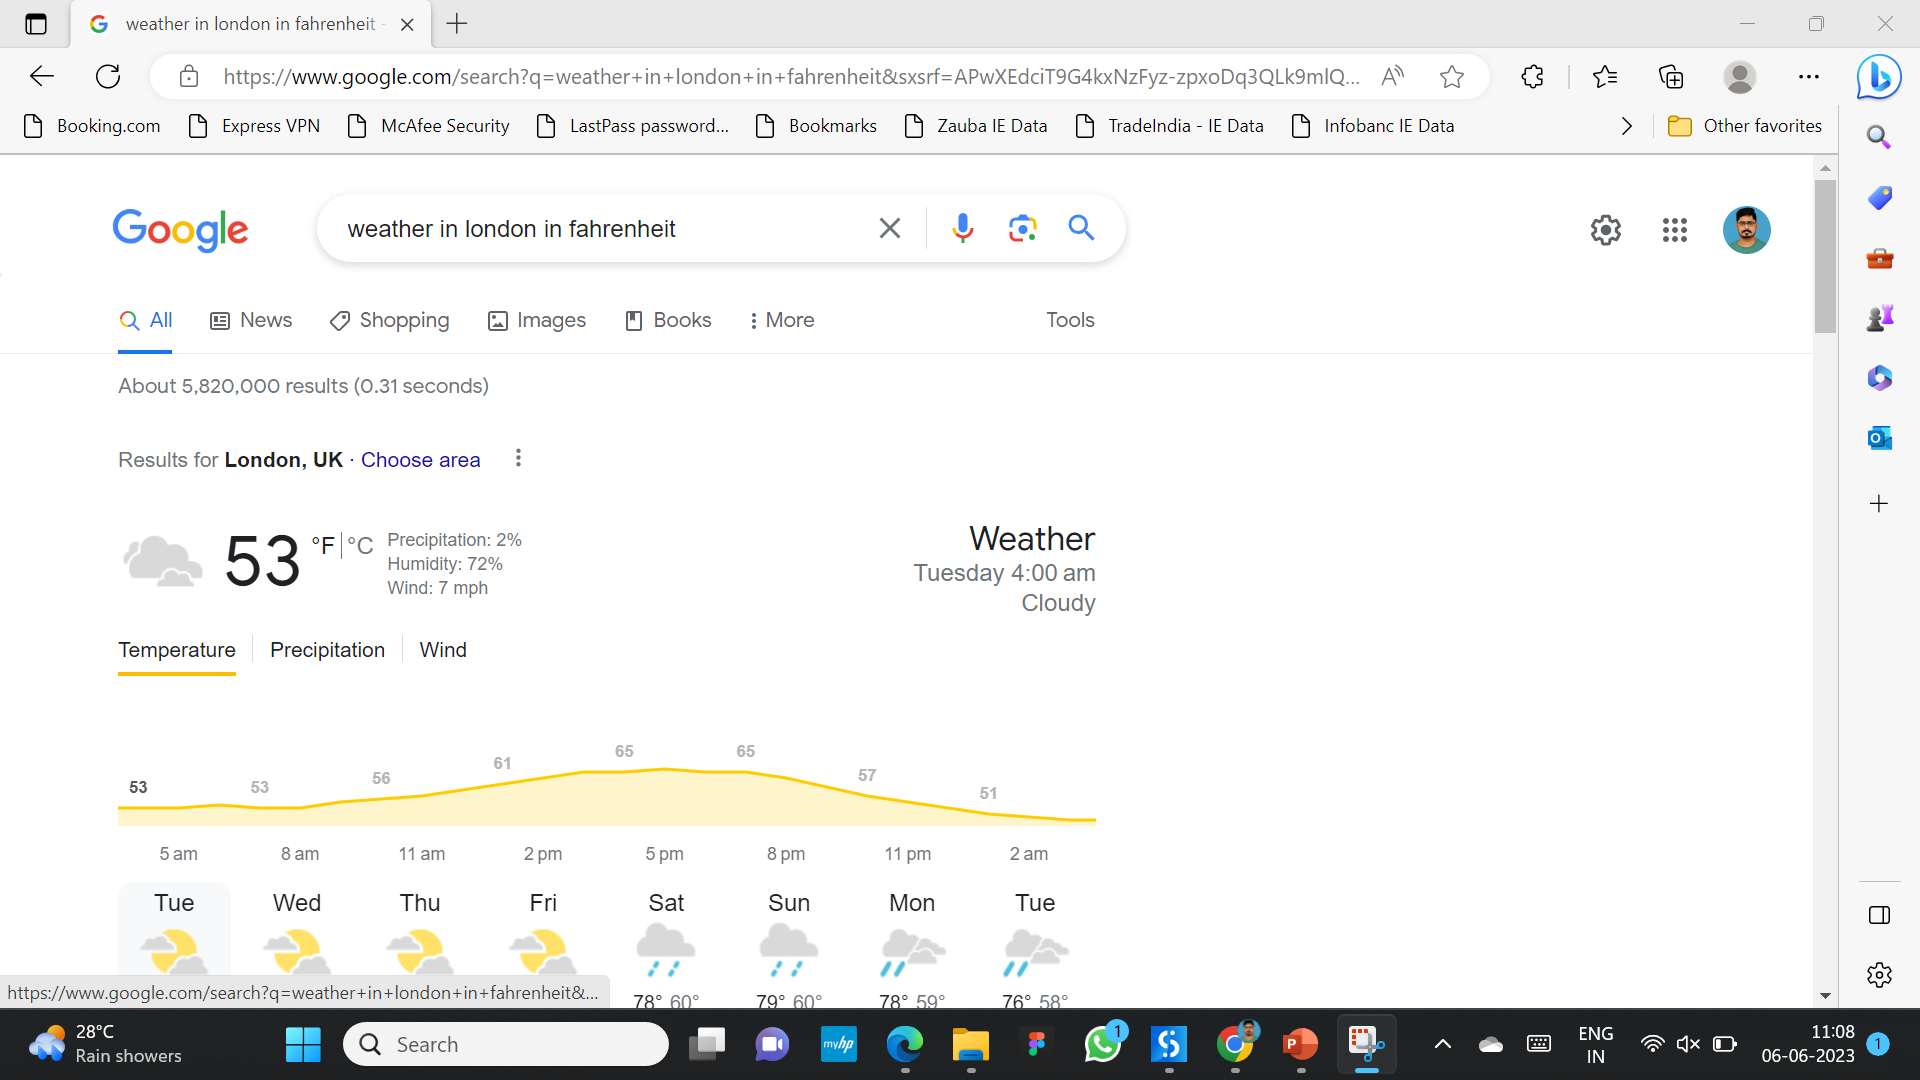 weather in london in fahrenheit -
https://www.google.com/search?q=weather+in+london+in+fahrenheit&sxsrf=APwXEdciT9G4kxNzFyz-zpxoDq3QLk9mlQ...
Booking.com Express VPN McAfee Security LastPass password... Bookmarks Zauba IE Data TradeIndia - IE Data Infobanc IE Data Other favorites
Google weather in london in fahrenheit
All News Shopping Images Books More Tools
About 5,820,000 results (0.31 seconds)
Results for London, UK · Choose area
53 °F °C
Precipitation: 2%
Humidity: 72%
Wind: 7 mph
Weather
Tuesday 4:00 am
Cloudy
Temperature Precipitation Wind
53 53 56 61 65 65 57 51
5 am 8 am 11 am 2 pm 5 pm 8 pm 11 pm 2 am
Tue Wed Thu Fri Sat Sun Mon Tue
78° 60° 79° 60° 78° 59° 76° 58°
https://www.google.com/search?q=weather+in+london+in+fahrenheit&...
28°C
Rain showers
Search
myhp
1
ENG
IN
11:08
06-06-2023
1